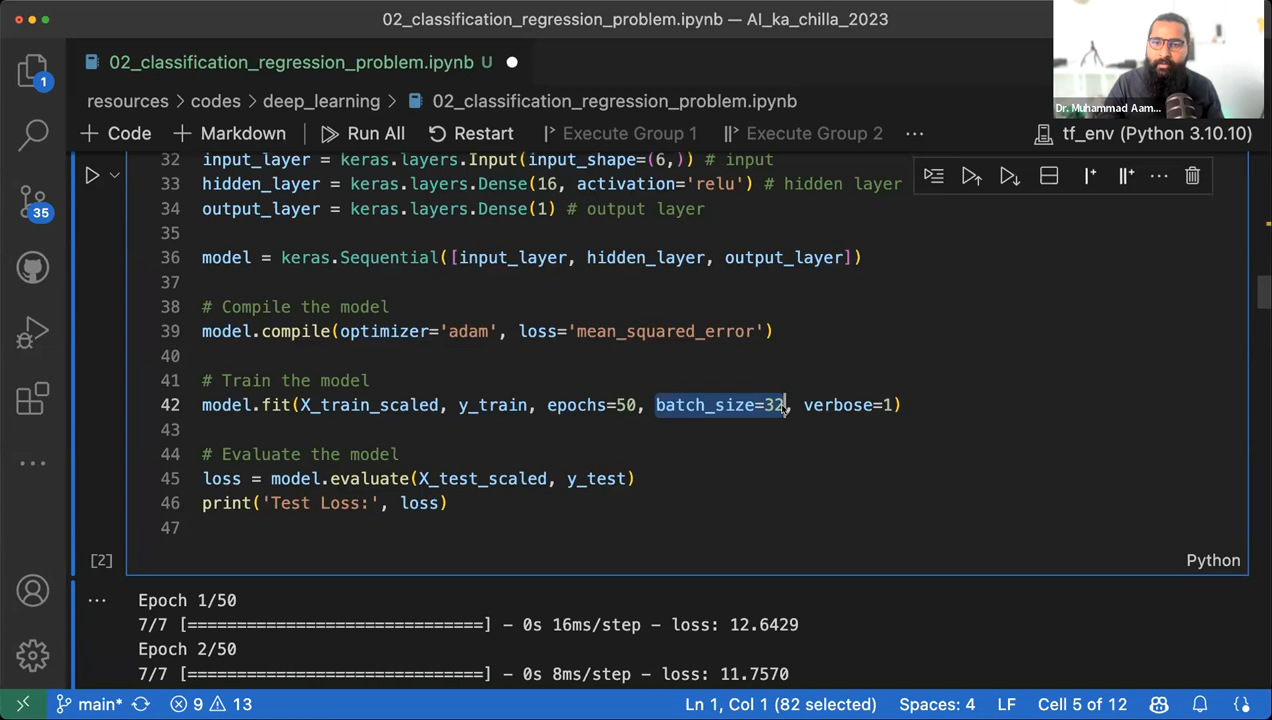 02_classification_regression_problem.ipynb — AI_ka_chilla_2023
Dr. Muhammad Aam...
02_classification_regression_problem.ipynb U
resources > codes > deep_learning > 02_classification_regression_problem.ipynb
+ Code + Markdown Run All Restart Execute Group 1 Execute Group 2 ... tf_env (Python 3.10.10)
1
35
32 input_layer = keras.layers.Input(input_shape=(6,)) # input
33 hidden_layer = keras.layers.Dense(16, activation='relu') # hidden layer
34 output_layer = keras.layers.Dense(1) # output layer
35
36 model = keras.Sequential([input_layer, hidden_layer, output_layer])
37
38 # Compile the model
39 model.compile(optimizer='adam', loss='mean_squared_error')
40
41 # Train the model
42 model.fit(X_train_scaled, y_train, epochs=50, batch_size=32, verbose=1)
43
44 # Evaluate the model
45 loss = model.evaluate(X_test_scaled, y_test)
46 print('Test Loss:', loss)
47
[2] Python
... Epoch 1/50
7/7 [==============================] - 0s 16ms/step - loss: 12.6429
Epoch 2/50
7/7 [==============================] - 0s 8ms/step - loss: 11.7570
main* 9 13 Ln 1, Col 1 (82 selected) Spaces: 4 LF Cell 5 of 12